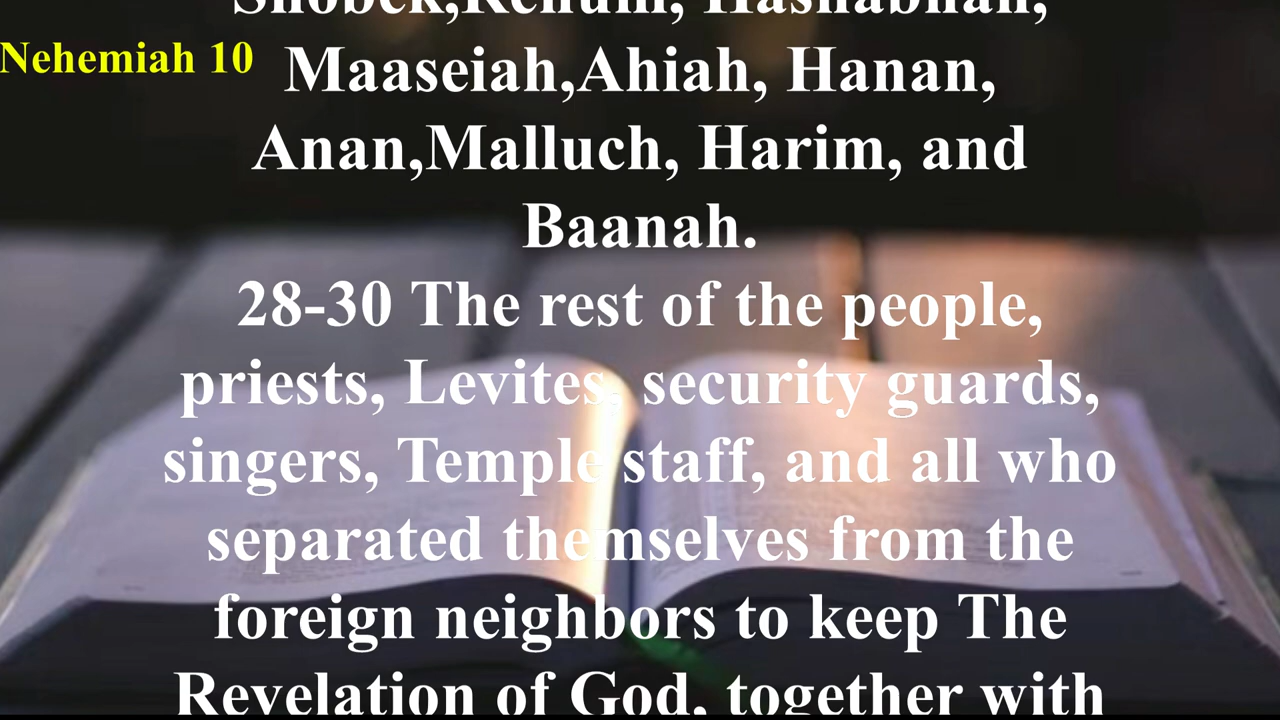 Shobek,Rehum, Hashabnah,
Nehemiah 10
Maaseiah,Ahiah, Hanan,
Anan,Malluch, Harim, and
Baanah.
28-30 The rest of the people,
priests, Levites, security guards,
singers, Temple staff, and all who
separated themselves from the
foreign neighbors to keep The
Revelation of God, together with